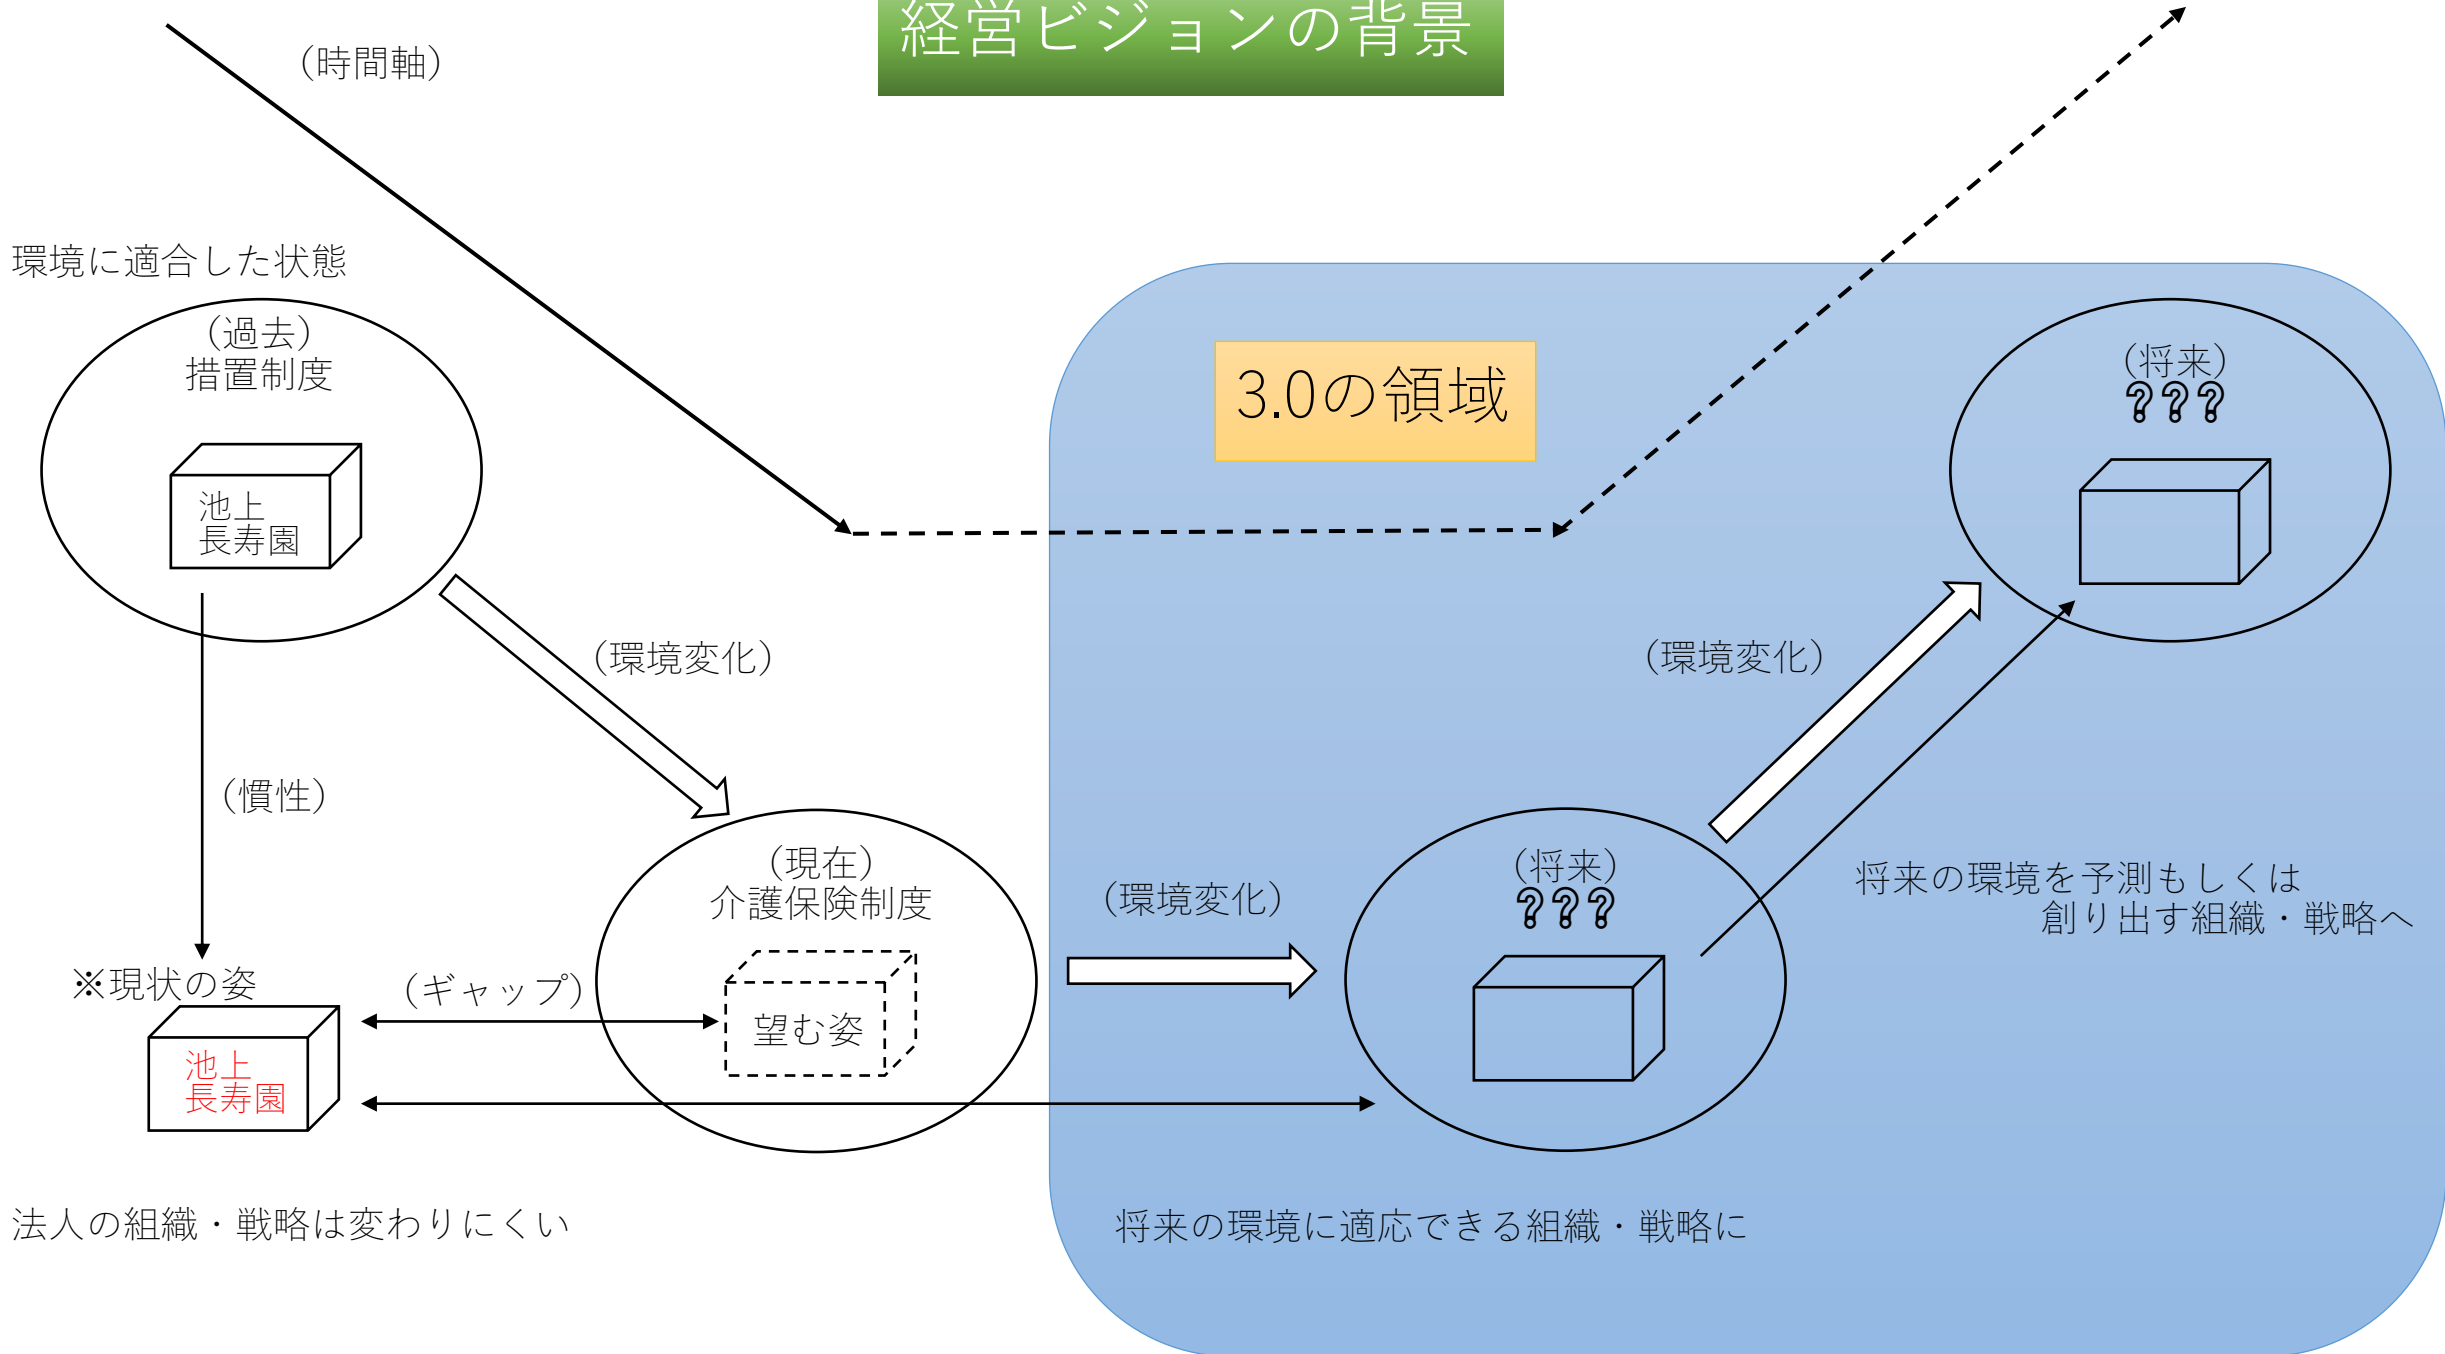 経営ビジョンの背景
（時間軸）
環境に適合した状態
（過去）
措置制度
池上
長寿園
3.0の領域
（将来）
???
（環境変化）
（環境変化）
（慣性）
（現在）
介護保険制度
望む姿
（環境変化）
（将来）
???
将来の環境を予測もしくは
創り出す組織・戦略へ
※現状の姿
（ギャップ）
池上
長寿園
法人の組織・戦略は変わりにくい
将来の環境に適応できる組織・戦略に